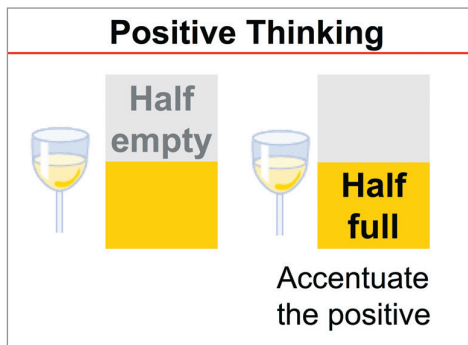 Positive Thinking
Half
empty
Half
full
Accentuate
the positive